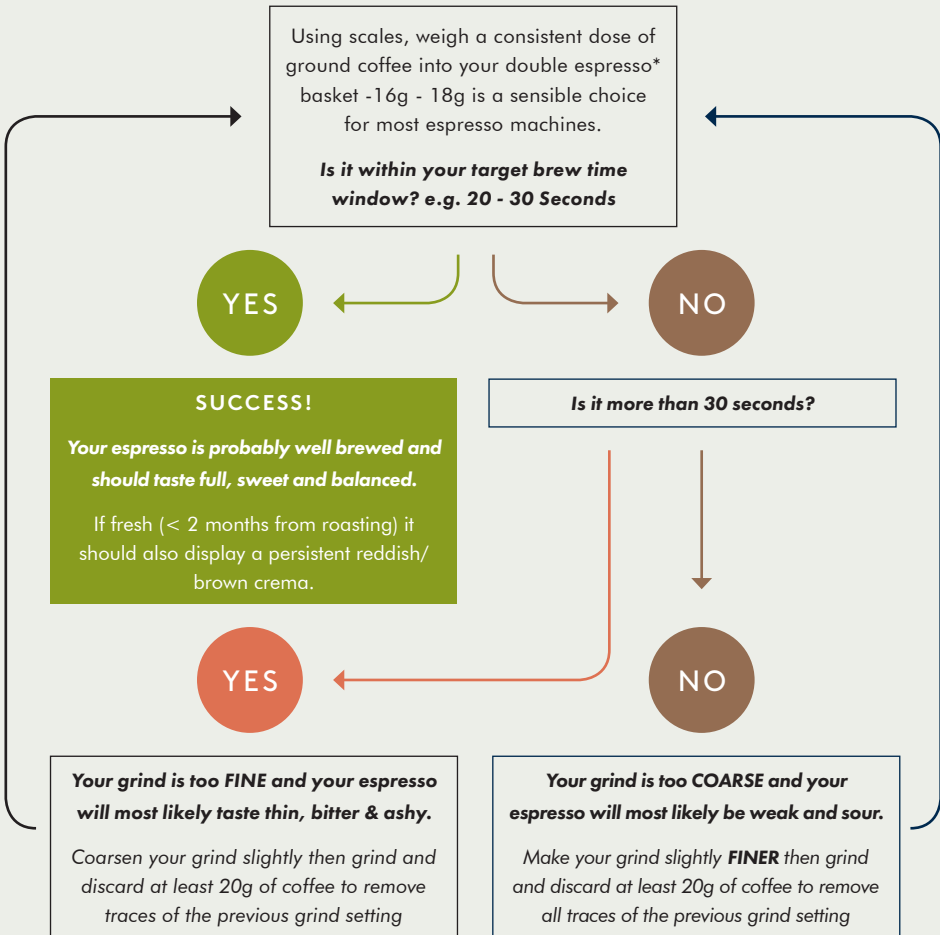 Using scales, weigh a consistent dose of
ground coffee into your double espresso*
basket -16g - 18g is a sensible choice
for most espresso machines.
Is it within your target brew time
window? e.g. 20 - 30 Seconds
YES
NO
SUCCESS!
Your espresso is probably well brewed and
should taste full, sweet and balanced.
If fresh (< 2 months from roasting) it
should also display a persistent reddish/
brown crema.
Is it more than 30 seconds?
YES
NO
Your grind is too FINE and your espresso
will most likely taste thin, bitter & ashy.
Coarsen your grind slightly then grind and
discard at least 20g of coffee to remove
traces of the previous grind setting
Your grind is too COARSE and your
espresso will most likely be weak and sour.
Make your grind slightly FINER then grind
and discard at least 20g of coffee to remove
all traces of the previous grind setting